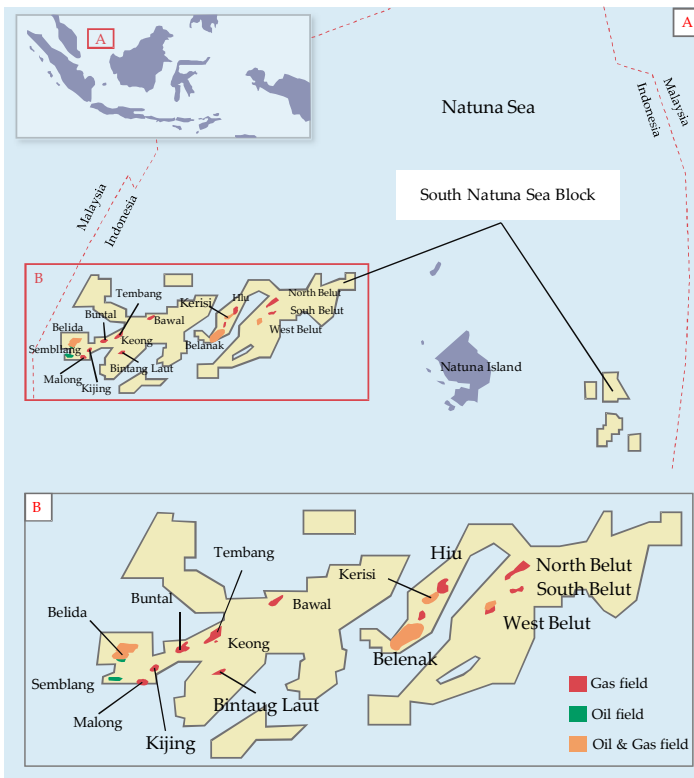 A
A
Natuna Sea
Malaysia
Indonesia
Malaysia
Indonesia
South Natuna Sea Block
B
Tembang
Buntal
Belida
Sembllang
Malong
Kijing
Keong
Bintang Laut
Bawal
Kerisi
Hiu
Belanak
North Belut
Souh Belut
West Belut
Natuna Island
B
Tembang
Buntal
Belida
Semblang
Malong
Kijing
Keong
Bintaug Laut
Bawal
Kerisi
Hiu
Belenak
North Belut
South Belut
West Belut
Gas field
Oil field
Oil & Gas field